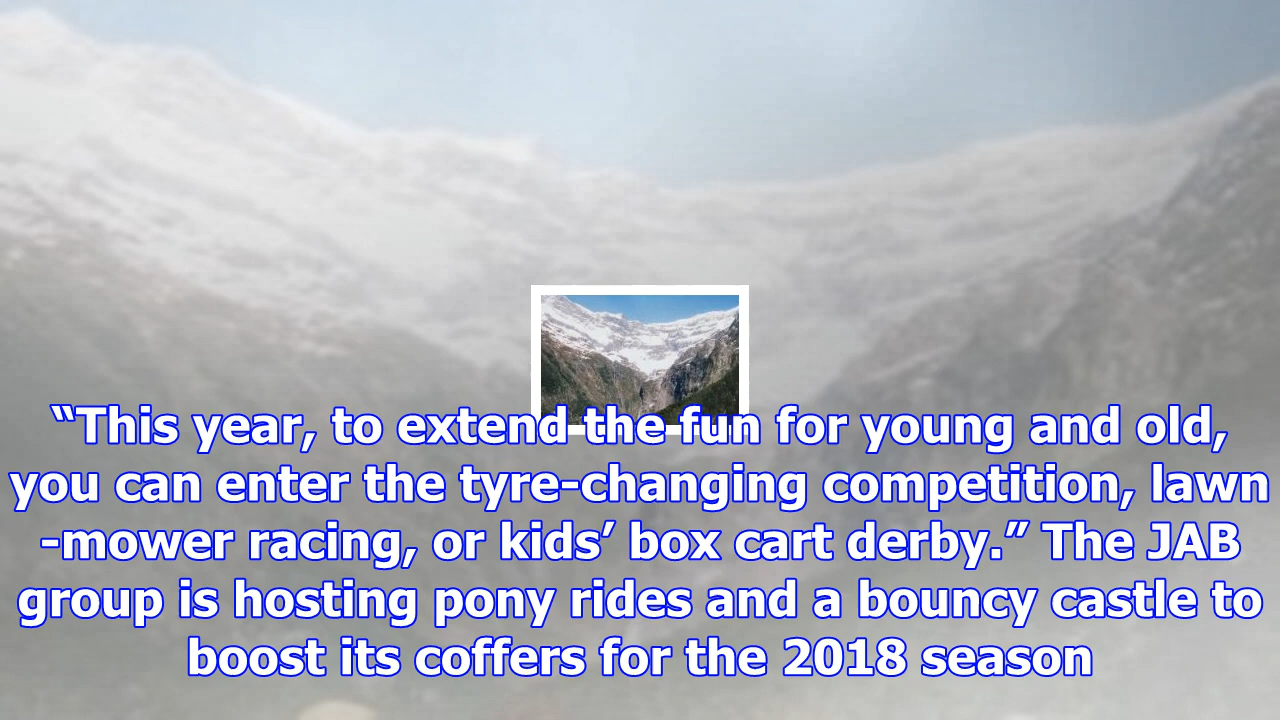 “This year, to extend the fun for young and old,
you can enter the tyre-changing competition, lawn
-mower racing, or kids’ box cart derby.” The JAB
group is hosting pony rides and a bouncy castle to
boost its coffers for the 2018 season